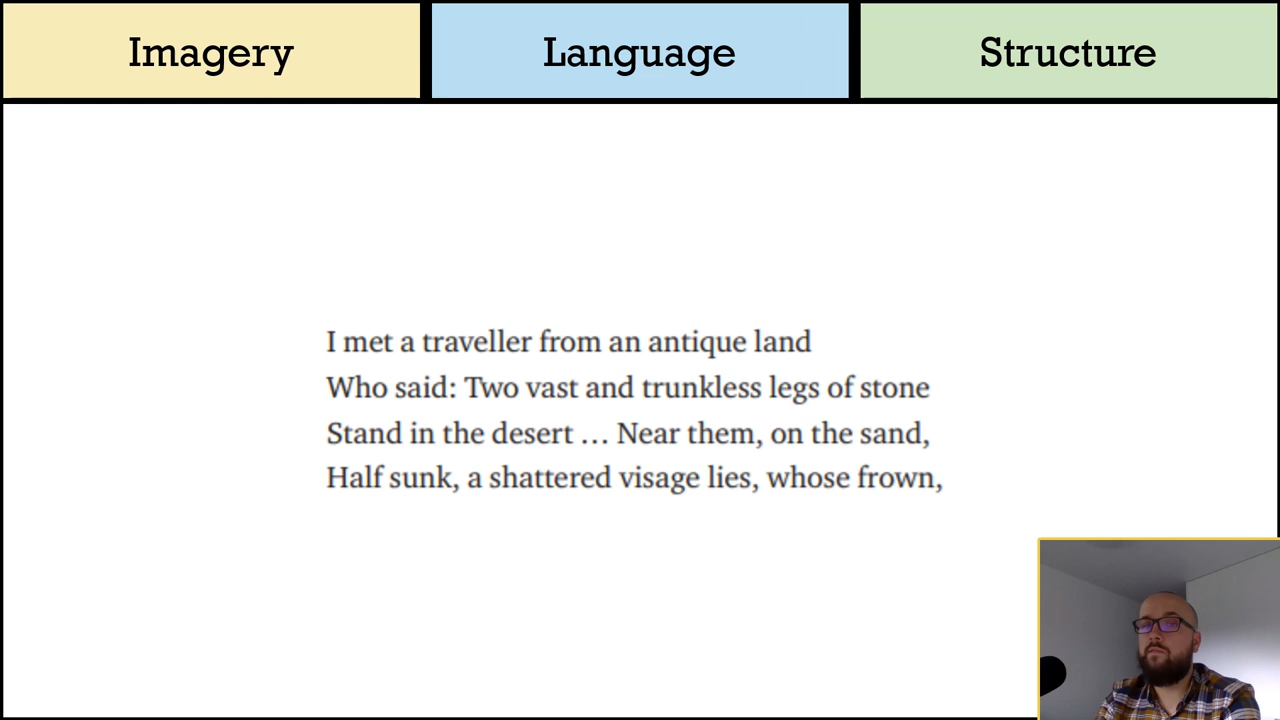 Imagery
Language
Structure
I met a traveller from an antique land
Who said: Two vast and trunkless legs of stone
Stand in the desert … Near them, on the sand,
Half sunk, a shattered visage lies, whose frown,